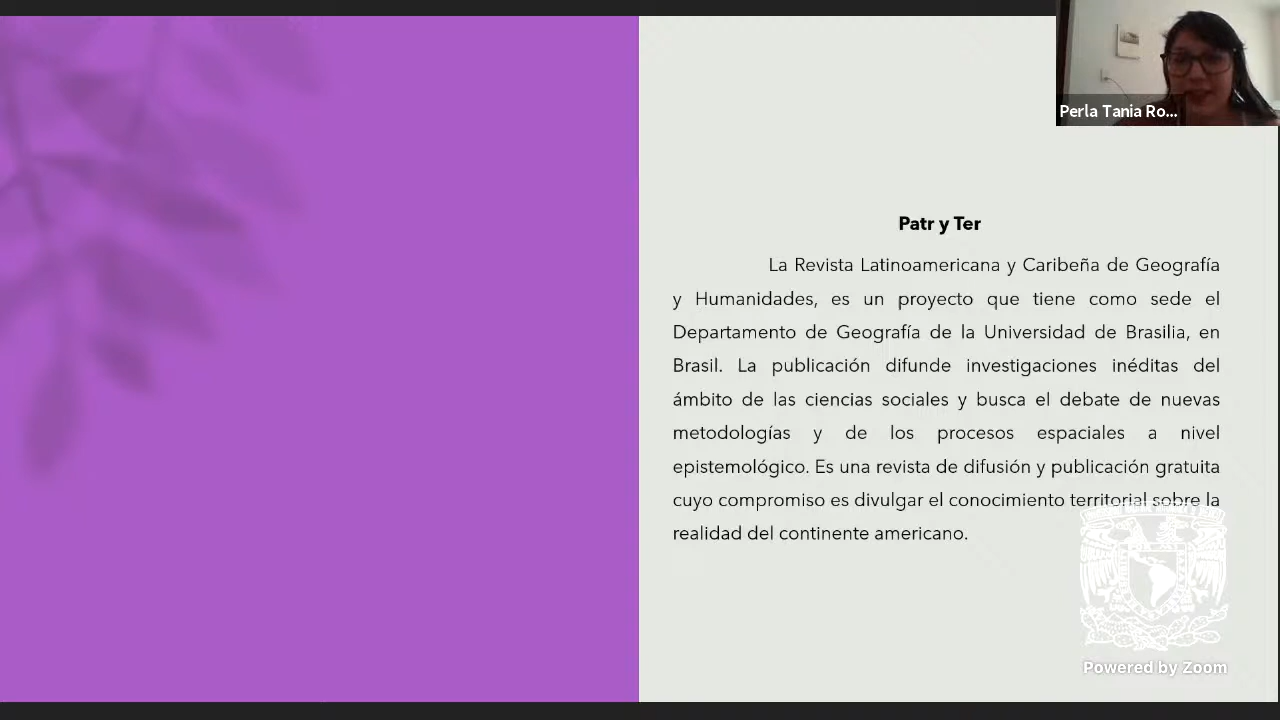 Perla Tania Ro...
Patr y Ter
La Revista Latinoamericana y Caribeña de Geografía
y Humanidades, es un proyecto que tiene como sede el
Departamento de Geografía de la Universidad de Brasilia, en
Brasil. La publicación difunde investigaciones inéditas del
ámbito de las ciencias sociales y busca el debate de nuevas
metodologías y de los procesos espaciales a nivel
epistemológico. Es una revista de difusión y publicación gratuita
cuyo compromiso es divulgar el conocimiento territorial sobre la
realidad del continente americano.
Powered by Zoom